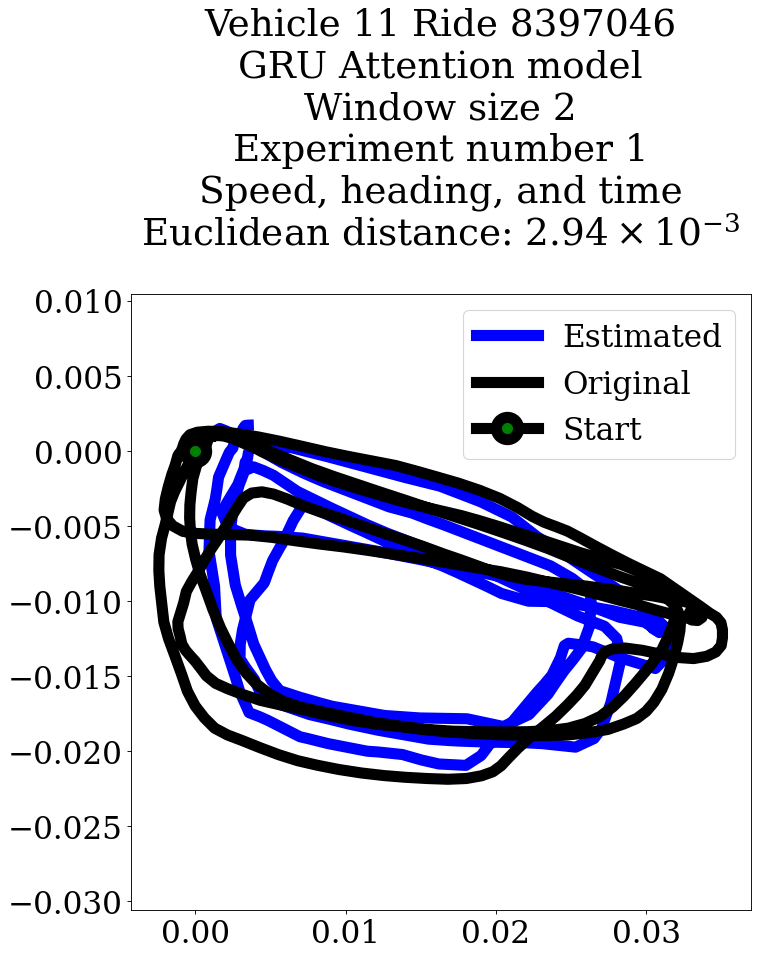 Vehicle 11 Ride 8397046
GRU Attention model
Window size 2
Experiment number 1
Speed, heading, and time
Euclidean distance: 2.94 × 10⁻³
0.010
0.005
0.000
−0.005
−0.010
−0.015
−0.020
−0.025
−0.030
Estimated
Original
Start
0.00 0.01 0.02 0.03